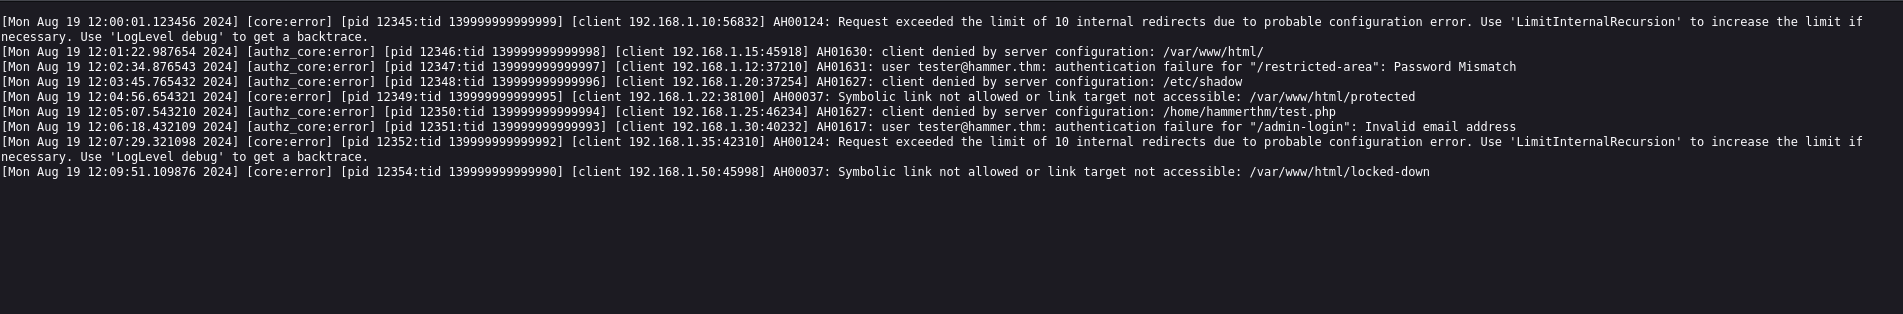 [Mon Aug 19 12:00:01.123456 2024] [core:error] [pid 12345:tid 139999999999999] [client 192.168.1.10:56832] AH00124: Request exceeded the limit of 10 internal redirects due to probable configuration error. Use 'LimitInternalRecursion' to increase the limit if
necessary. Use 'LogLevel debug' to get a backtrace.
[Mon Aug 19 12:01:22.987654 2024] [authz_core:error] [pid 12346:tid 139999999999998] [client 192.168.1.15:45918] AH01630: client denied by server configuration: /var/www/html/
[Mon Aug 19 12:02:34.876543 2024] [authz_core:error] [pid 12347:tid 139999999999997] [client 192.168.1.12:37210] AH01631: user tester@hammer.thm: authentication failure for "/restricted-area": Password Mismatch
[Mon Aug 19 12:03:45.765432 2024] [authz_core:error] [pid 12348:tid 139999999999996] [client 192.168.1.20:37254] AH01627: client denied by server configuration: /etc/shadow
[Mon Aug 19 12:04:56.654321 2024] [core:error] [pid 12349:tid 139999999999995] [client 192.168.1.22:38100] AH00037: Symbolic link not allowed or link target not accessible: /var/www/html/protected
[Mon Aug 19 12:05:07.543210 2024] [authz_core:error] [pid 12350:tid 139999999999994] [client 192.168.1.25:46234] AH01627: client denied by server configuration: /home/hammerthm/test.php
[Mon Aug 19 12:06:18.432109 2024] [authz_core:error] [pid 12351:tid 139999999999993] [client 192.168.1.30:40232] AH01617: user tester@hammer.thm: authentication failure for "/admin-login": Invalid email address
[Mon Aug 19 12:07:29.321098 2024] [core:error] [pid 12352:tid 139999999999992] [client 192.168.1.35:42310] AH00124: Request exceeded the limit of 10 internal redirects due to probable configuration error. Use 'LimitInternalRecursion' to increase the limit if
necessary. Use 'LogLevel debug' to get a backtrace.
[Mon Aug 19 12:09:51.109876 2024] [core:error] [pid 12354:tid 139999999999990] [client 192.168.1.50:45998] AH00037: Symbolic link not allowed or link target not accessible: /var/www/html/locked-down